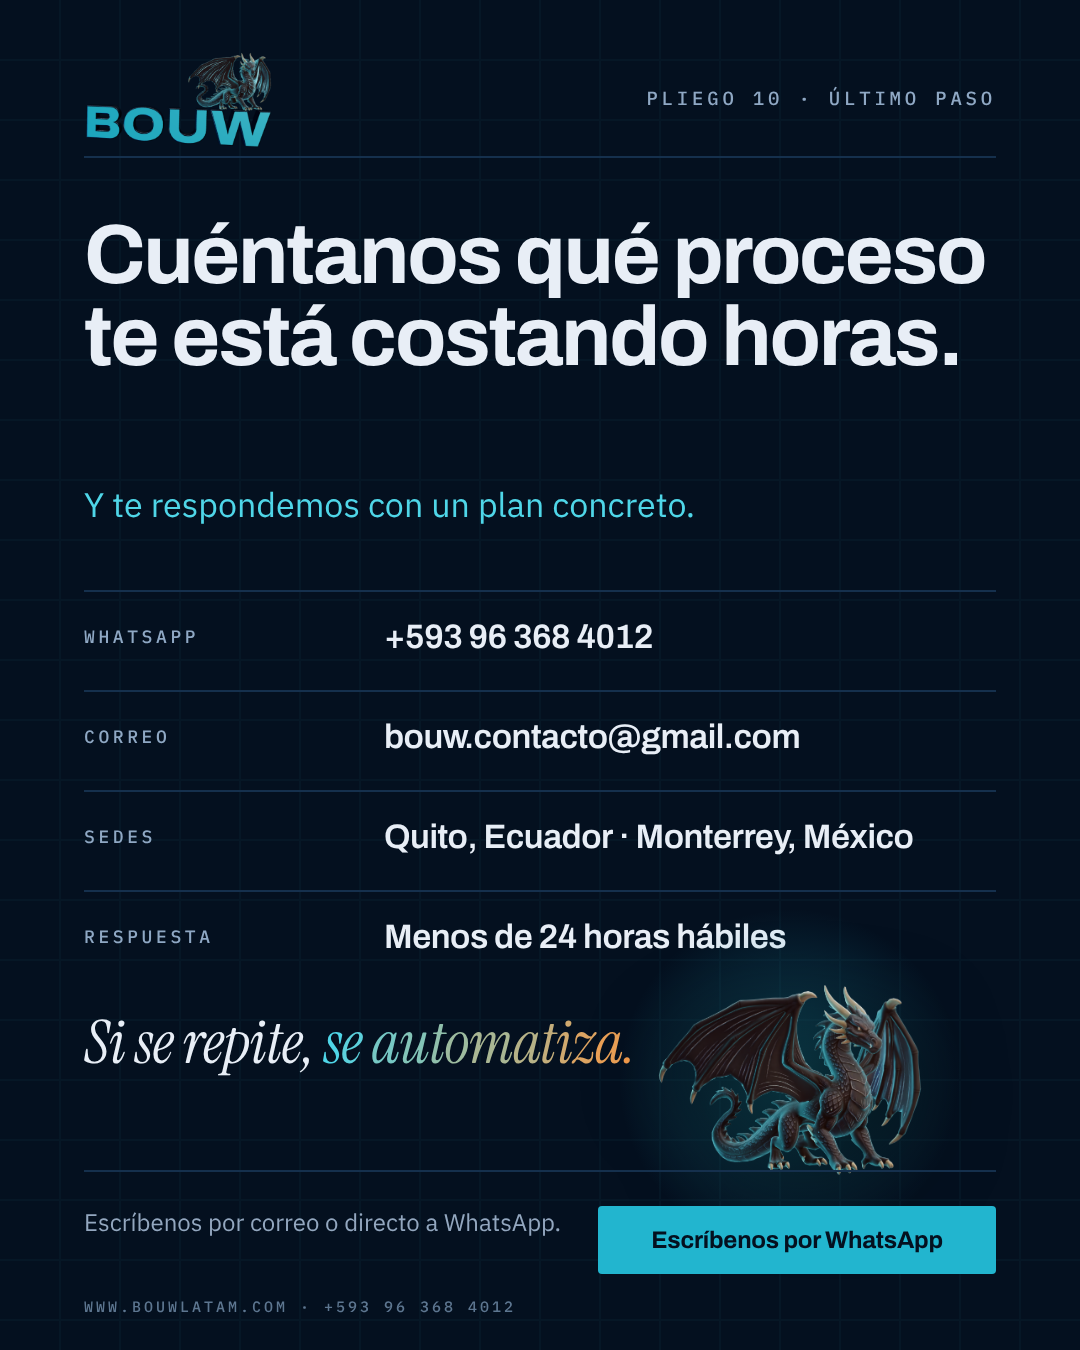 BOUW
PLIEGO 10 · ÚLTIMO PASO
Cuéntanos qué proceso
te está costando horas.
Y te respondemos con un plan concreto.
WHATSAPP
+593 96 368 4012
CORREO
bouw.contacto@gmail.com
SEDES
Quito, Ecuador · Monterrey, México
RESPUESTA
Menos de 24 horas hábiles
Si se repite, se automatiza.
Escríbenos por correo o directo a WhatsApp.
Escríbenos por WhatsApp
WWW.BOUWLATAM.COM · +593 96 368 4012